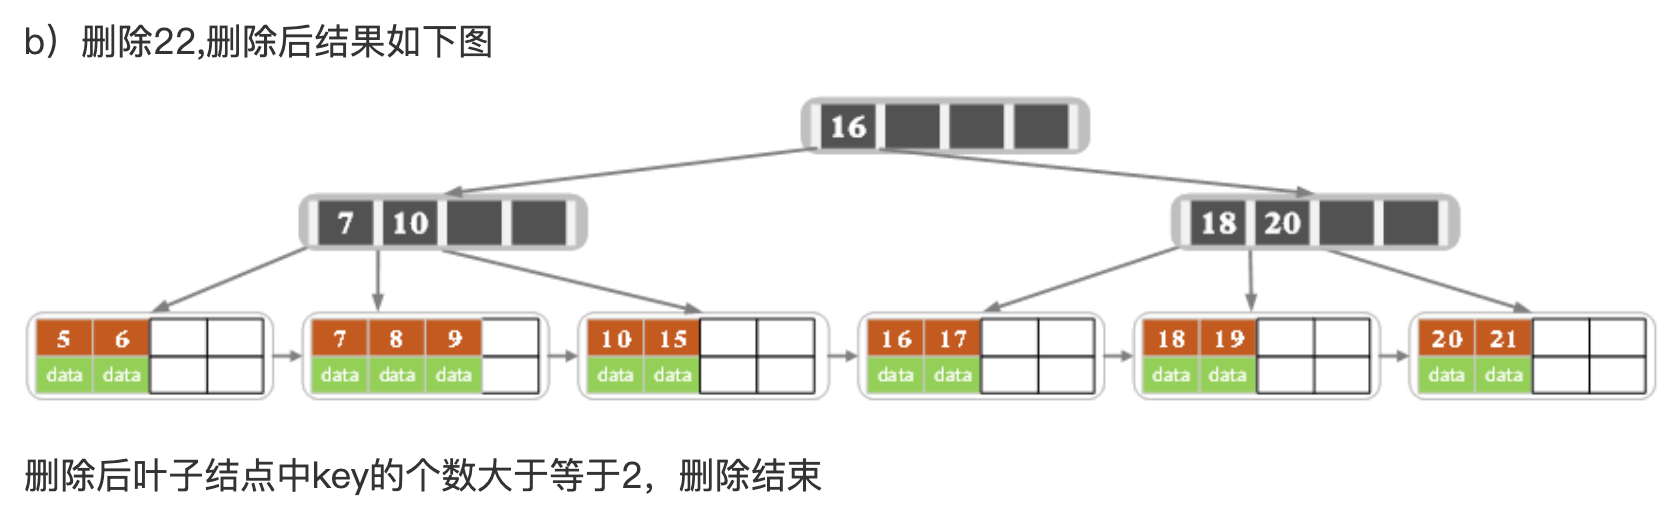 b）删除22,删除后结果如下图
16
7 10
18 20
5 6
data data
7 8 9
data data data
10 15
data data
16 17
data data
18 19
data data
20 21
data data
删除后叶子结点中key的个数大于等于2，删除结束